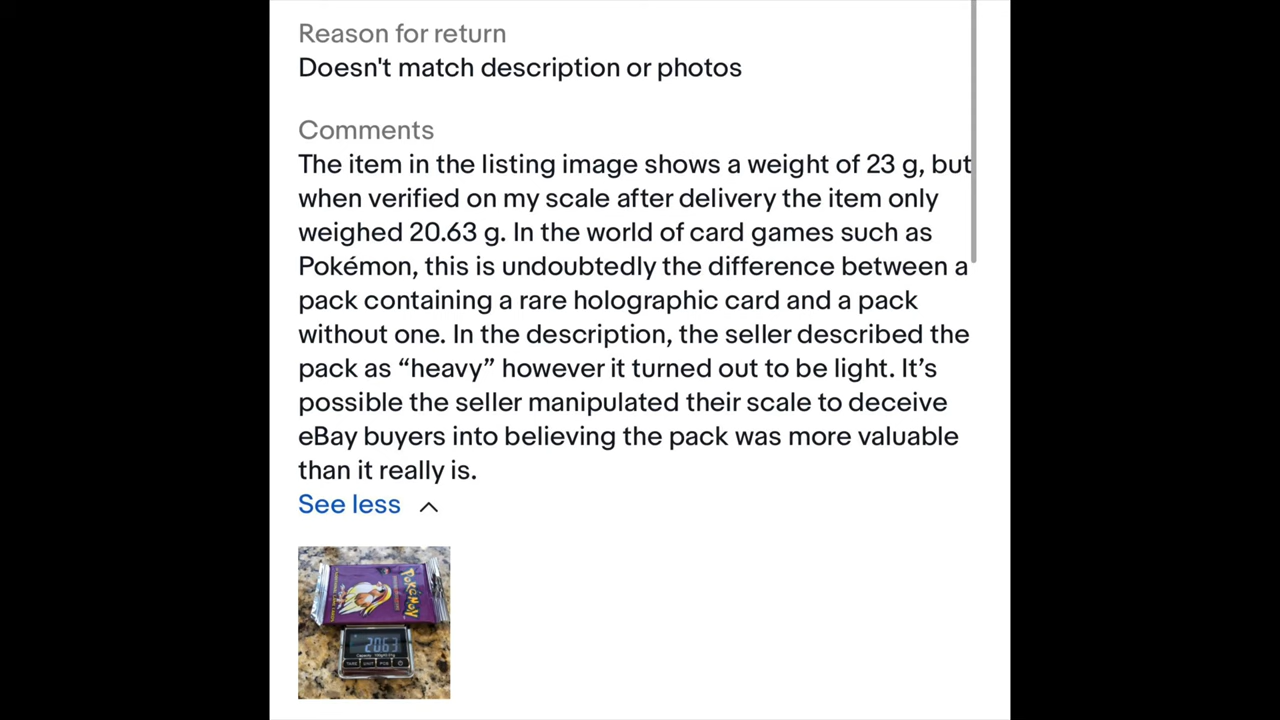 Reason for return
Doesn't match description or photos
Comments
The item in the listing image shows a weight of 23 g, but
when verified on my scale after delivery the item only
weighed 20.63 g. In the world of card games such as
Pokémon, this is undoubtedly the difference between a
pack containing a rare holographic card and a pack
without one. In the description, the seller described the
pack as “heavy” however it turned out to be light. It’s
possible the seller manipulated their scale to deceive
eBay buyers into believing the pack was more valuable
than it really is.
See less
POKéMON
2063
TARE UNIT PCS